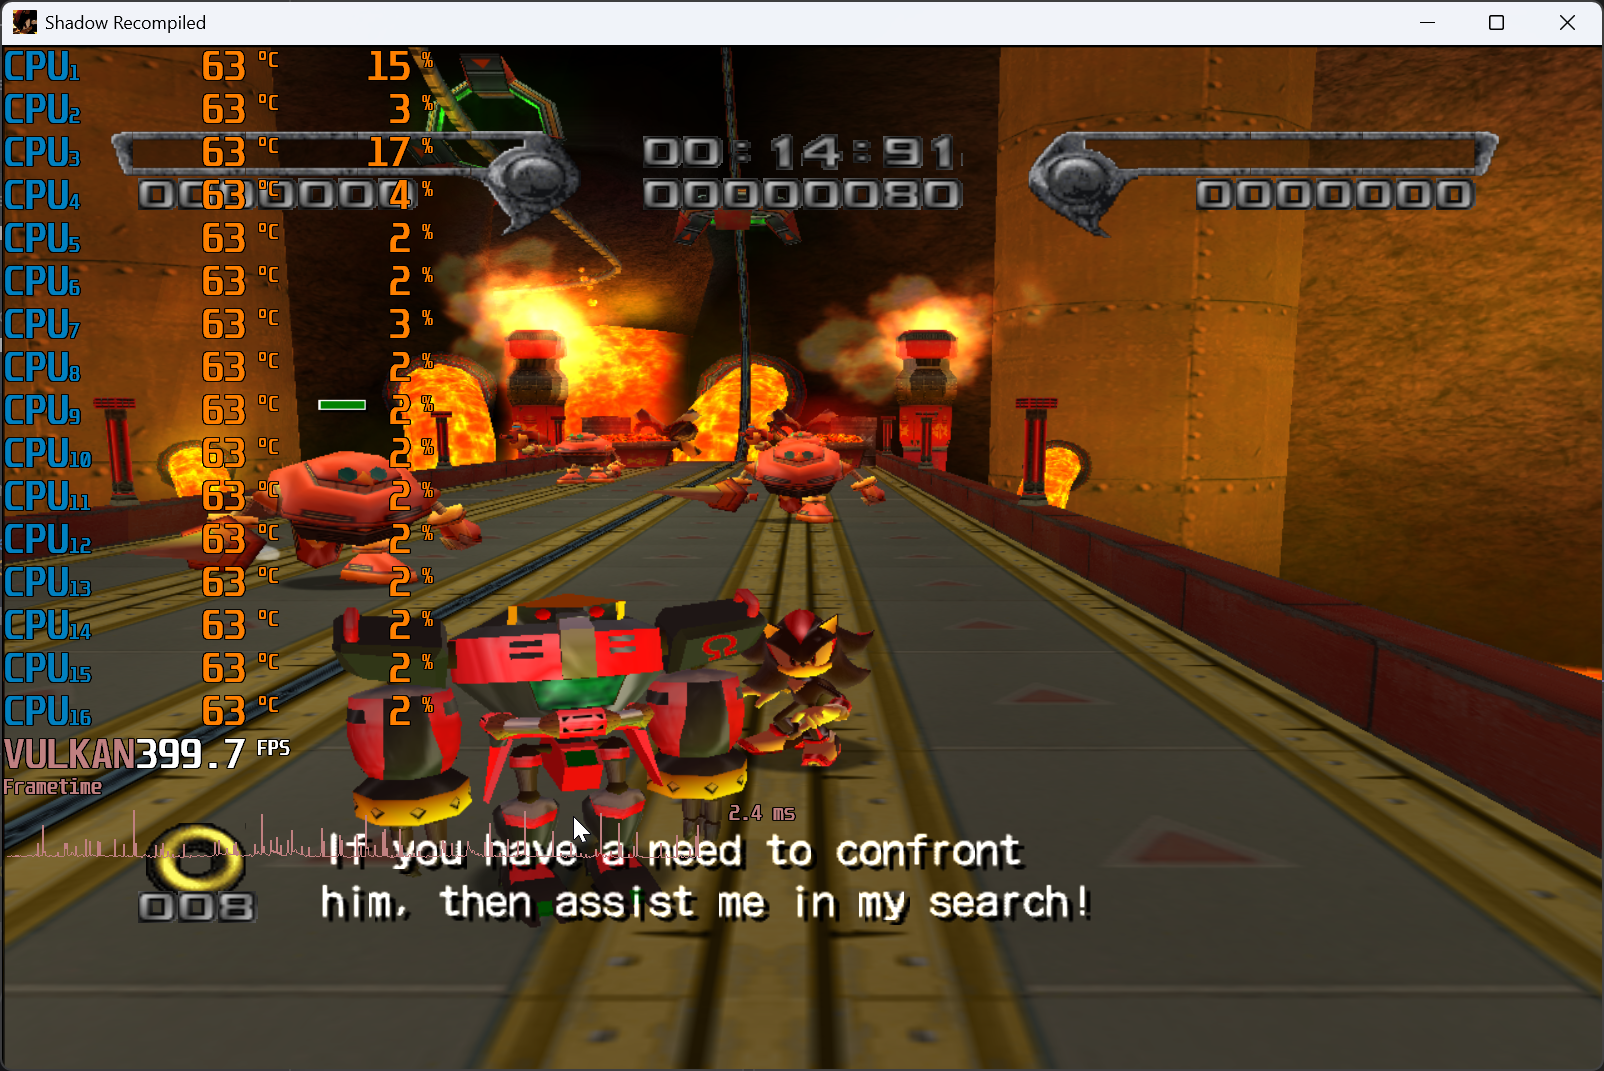 Shadow Recompiled
CPU1 63 °C 15 %
CPU2 63 °C 3 %
CPU3 63 °C 17 %
CPU4 63 °C 4 %
CPU5 63 °C 2 %
CPU6 63 °C 2 %
CPU7 63 °C 3 %
CPU8 63 °C 2 %
CPU9 63 °C 2 %
CPU10 63 °C 2 %
CPU11 63 °C 2 %
CPU12 63 °C 2 %
CPU13 63 °C 2 %
CPU14 63 °C 2 %
CPU15 63 °C 2 %
CPU16 63 °C 2 %
VULKAN 399.7 FPS
Frametime
2.4 ms
00:14:91
00000080
0000000
Ω
If you have a need to confront
him, then assist me in my search!
008